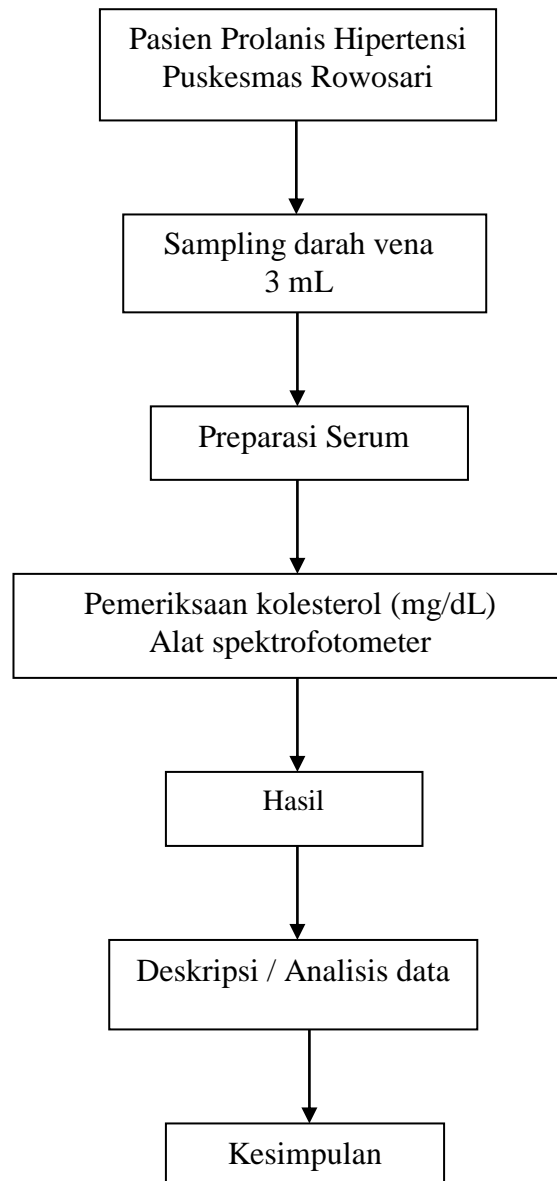 Pasien Prolanis Hipertensi
Puskesmas Rowosari
Sampling darah vena
3 mL
Preparasi Serum
Pemeriksaan kolesterol (mg/dL)
Alat spektrofotometer
Hasil
Deskripsi / Analisis data
Kesimpulan